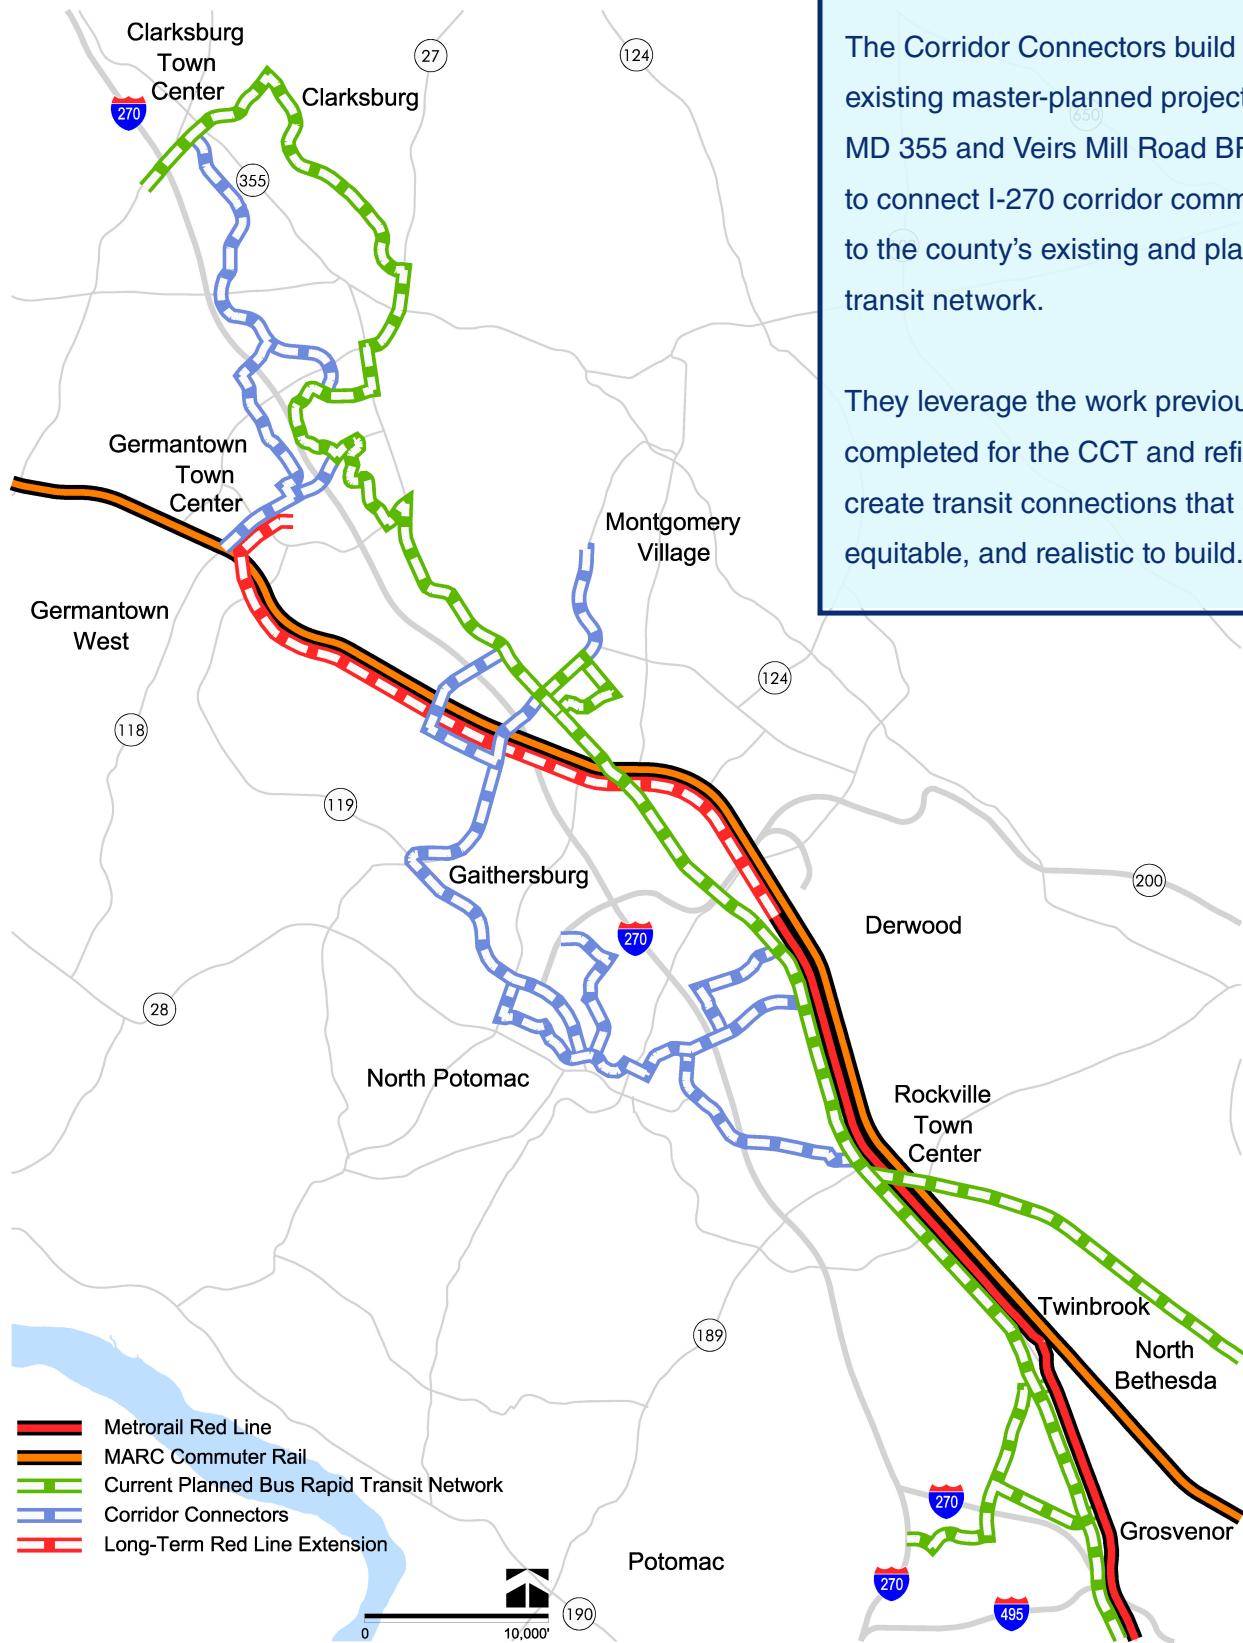 Clarksburg
Town
Center
270
27
124
Clarksburg
355
The Corridor Connectors build
existing master-planned project
650
MD 355 and Veirs Mill Road
to connect I-270 corridor
to the county's existing and
transit network.
They leverage the work
completed for the CCT and
create transit connections that
equitable, and realistic to build.
Germantown
Town
Center
Montgomery
Village
Germantown
West
124
118
119
Gaithersburg
200
270
Derwood
28
North Potomac
Rockville
Town
Center
Twinbrook
North
Bethesda
189
Metrorail Red Line
MARC Commuter Rail
Current Planned Bus Rapid Transit Network
Corridor Connectors
Long-Term Red Line Extension
270
Grosvenor
Potomac
270
495
190
0
10,000'